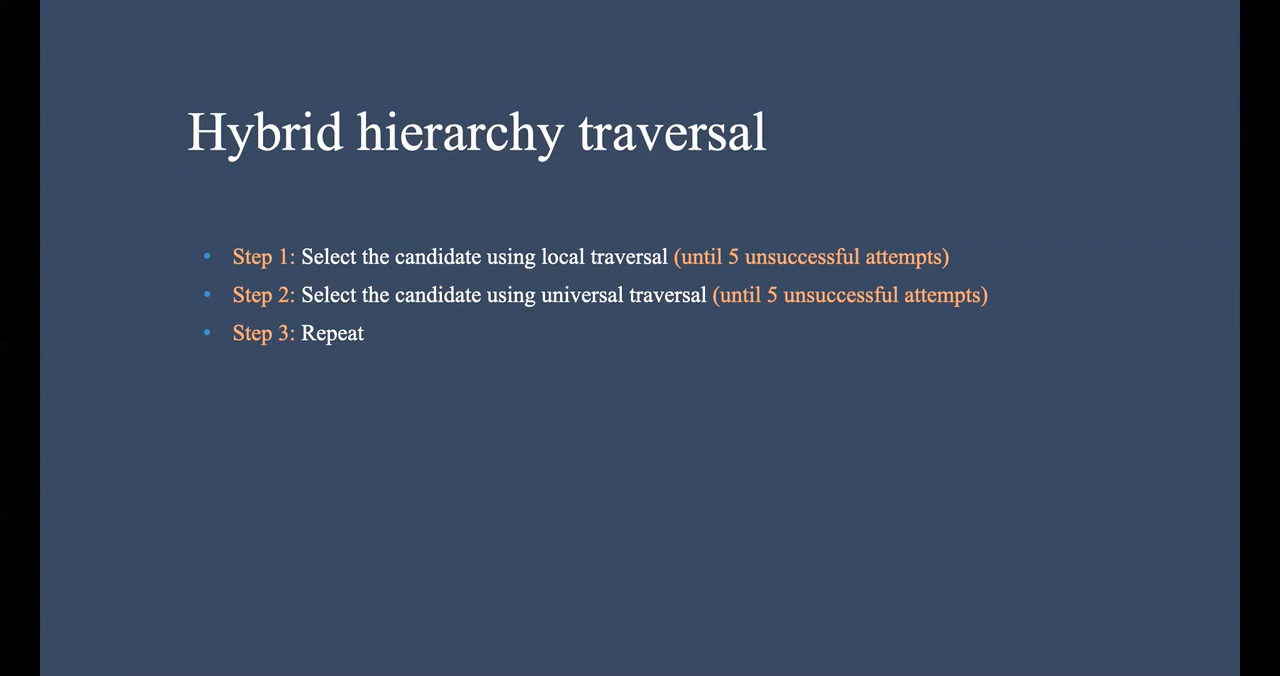 Hybrid hierarchy traversal
• Step 1: Select the candidate using local traversal (until 5 unsuccessful attempts)
• Step 2: Select the candidate using universal traversal (until 5 unsuccessful attempts)
• Step 3: Repeat